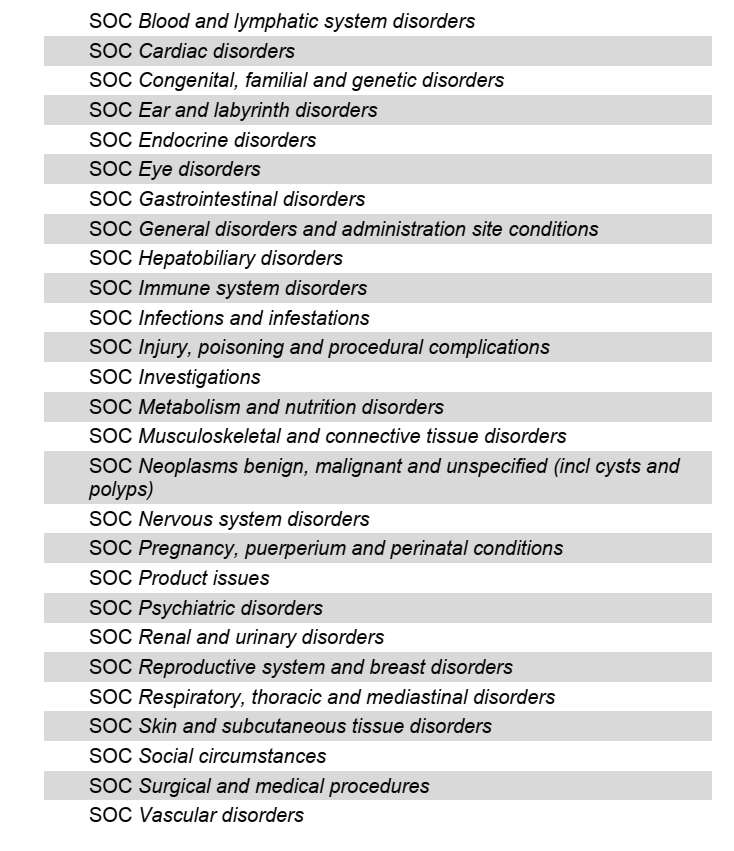 SOC Blood and lymphatic system disorders
SOC Cardiac disorders
SOC Congenital, familial and genetic disorders
SOC Ear and labyrinth disorders
SOC Endocrine disorders
SOC Eye disorders
SOC Gastrointestinal disorders
SOC General disorders and administration site conditions
SOC Hepatobiliary disorders
SOC Immune system disorders
SOC Infections and infestations
SOC Injury, poisoning and procedural complications
SOC Investigations
SOC Metabolism and nutrition disorders
SOC Musculoskeletal and connective tissue disorders
SOC Neoplasms benign, malignant and unspecified (incl cysts and
polyps)
SOC Nervous system disorders
SOC Pregnancy, puerperium and perinatal conditions
SOC Product issues
SOC Psychiatric disorders
SOC Renal and urinary disorders
SOC Reproductive system and breast disorders
SOC Respiratory, thoracic and mediastinal disorders
SOC Skin and subcutaneous tissue disorders
SOC Social circumstances
SOC Surgical and medical procedures
SOC Vascular disorders